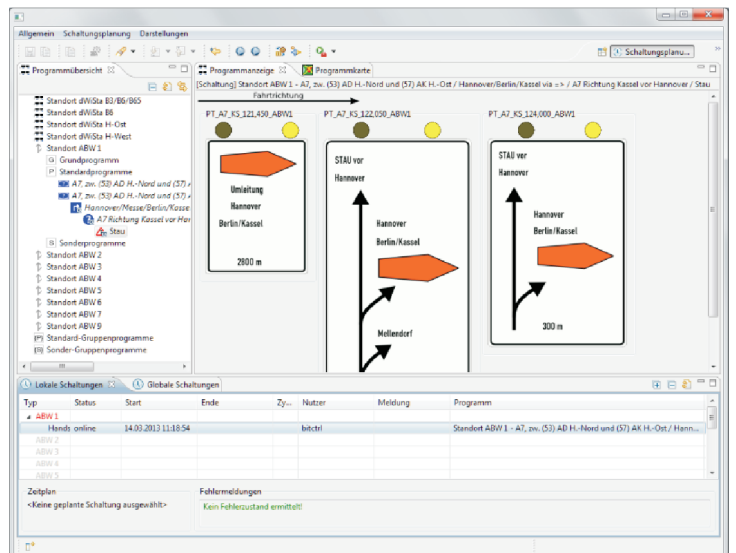 Allgemein Schaltungsplanung Darstellungen
Schaltungsplanu...
Programmübersicht
Standort dWiSta B3/B6/B65
Standort dWiSta B6
Standort dWiSta H-Ost
Standort dWiSta H-West
Standort ABW 1
G Grundprogramm
P Standardprogramme
A7, zw. (53) AD H.-Nord und (57) A
A7, zw. (53) AD H.-Nord und (57) A
Hannover/Messe/Berlin/Kasse
A7 Richtung Kassel vor Han
Stau
S Sonderprogramme
Standort ABW 2
Standort ABW 3
Standort ABW 4
Standort ABW 5
Standort ABW 6
Standort ABW 7
Standort ABW 9
Standard-Gruppenprogramme
Sonder-Gruppenprogramme
Programmanzeige Programmkarte
[Schaltung] Standort ABW 1 - A7, zw. (53) AD H.-Nord und (57) AK H.-Ost / Hannover/Berlin/Kassel via => / A7 Richtung Kassel vor Hannover / Stau
Fahrtrichtung
PT_A7_KS_121,450_ABW1
Umleitung
Hannover
Berlin/Kassel
2800 m
PT_A7_KS_122,050_ABW1
STAU vor
Hannover
Hannover
Berlin/Kassel
Mellendorf
PT_A7_KS_124,000_ABW1
STAU vor
Hannover
Hannover
Berlin/Kassel
300 m
Lokale Schaltungen Globale Schaltungen
Typ Status Start Ende Zy... Nutzer Meldung Programm
ABW 1
Hands online 14.03.2013 11:18:54 bitctrl Standort ABW 1 - A7, zw. (53) AD H.-Nord und (57) AK H.-Ost / Hann...
ABW 2
ABW 3
ABW 4
ABW 5
Zeitplan
<Keine geplante Schaltung ausgewählt>
Fehlermeldungen
Kein Fehlerzustand ermittelt!